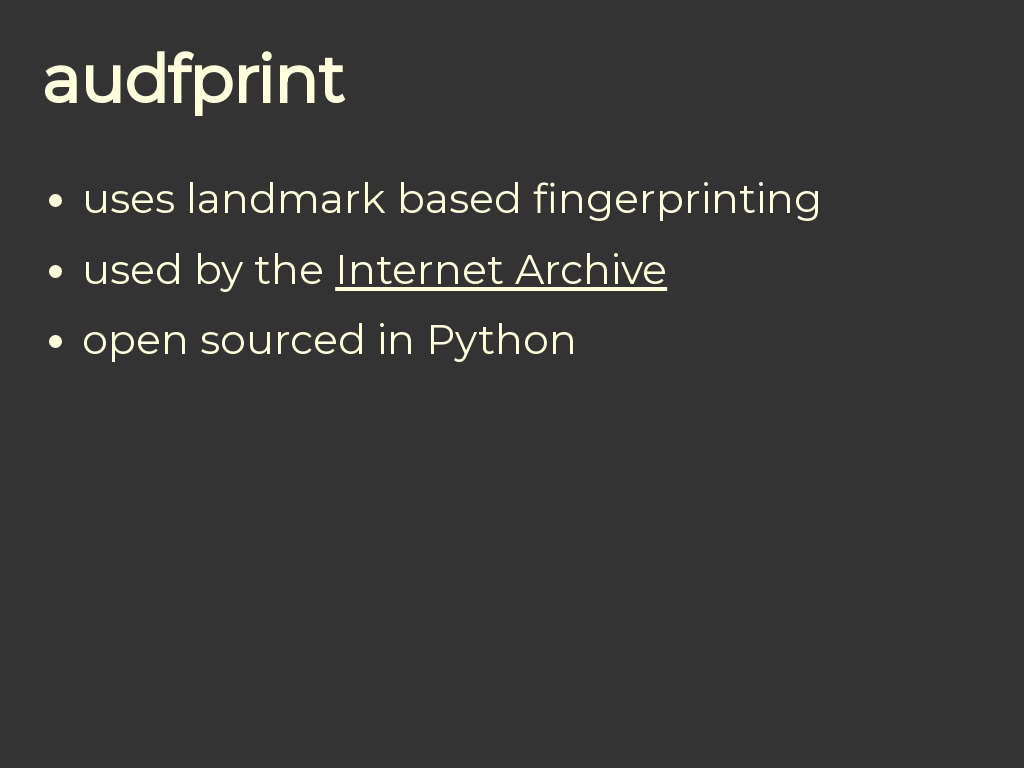 audfprint
• uses landmark based fingerprinting
• used by the Internet Archive
• open sourced in Python